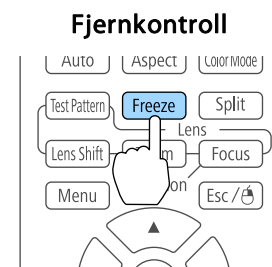 Fjernkontroll
Auto Aspect Color Mode
Test Pattern Freeze Split
Lens
Lens Shift Focus
Menu Esc /